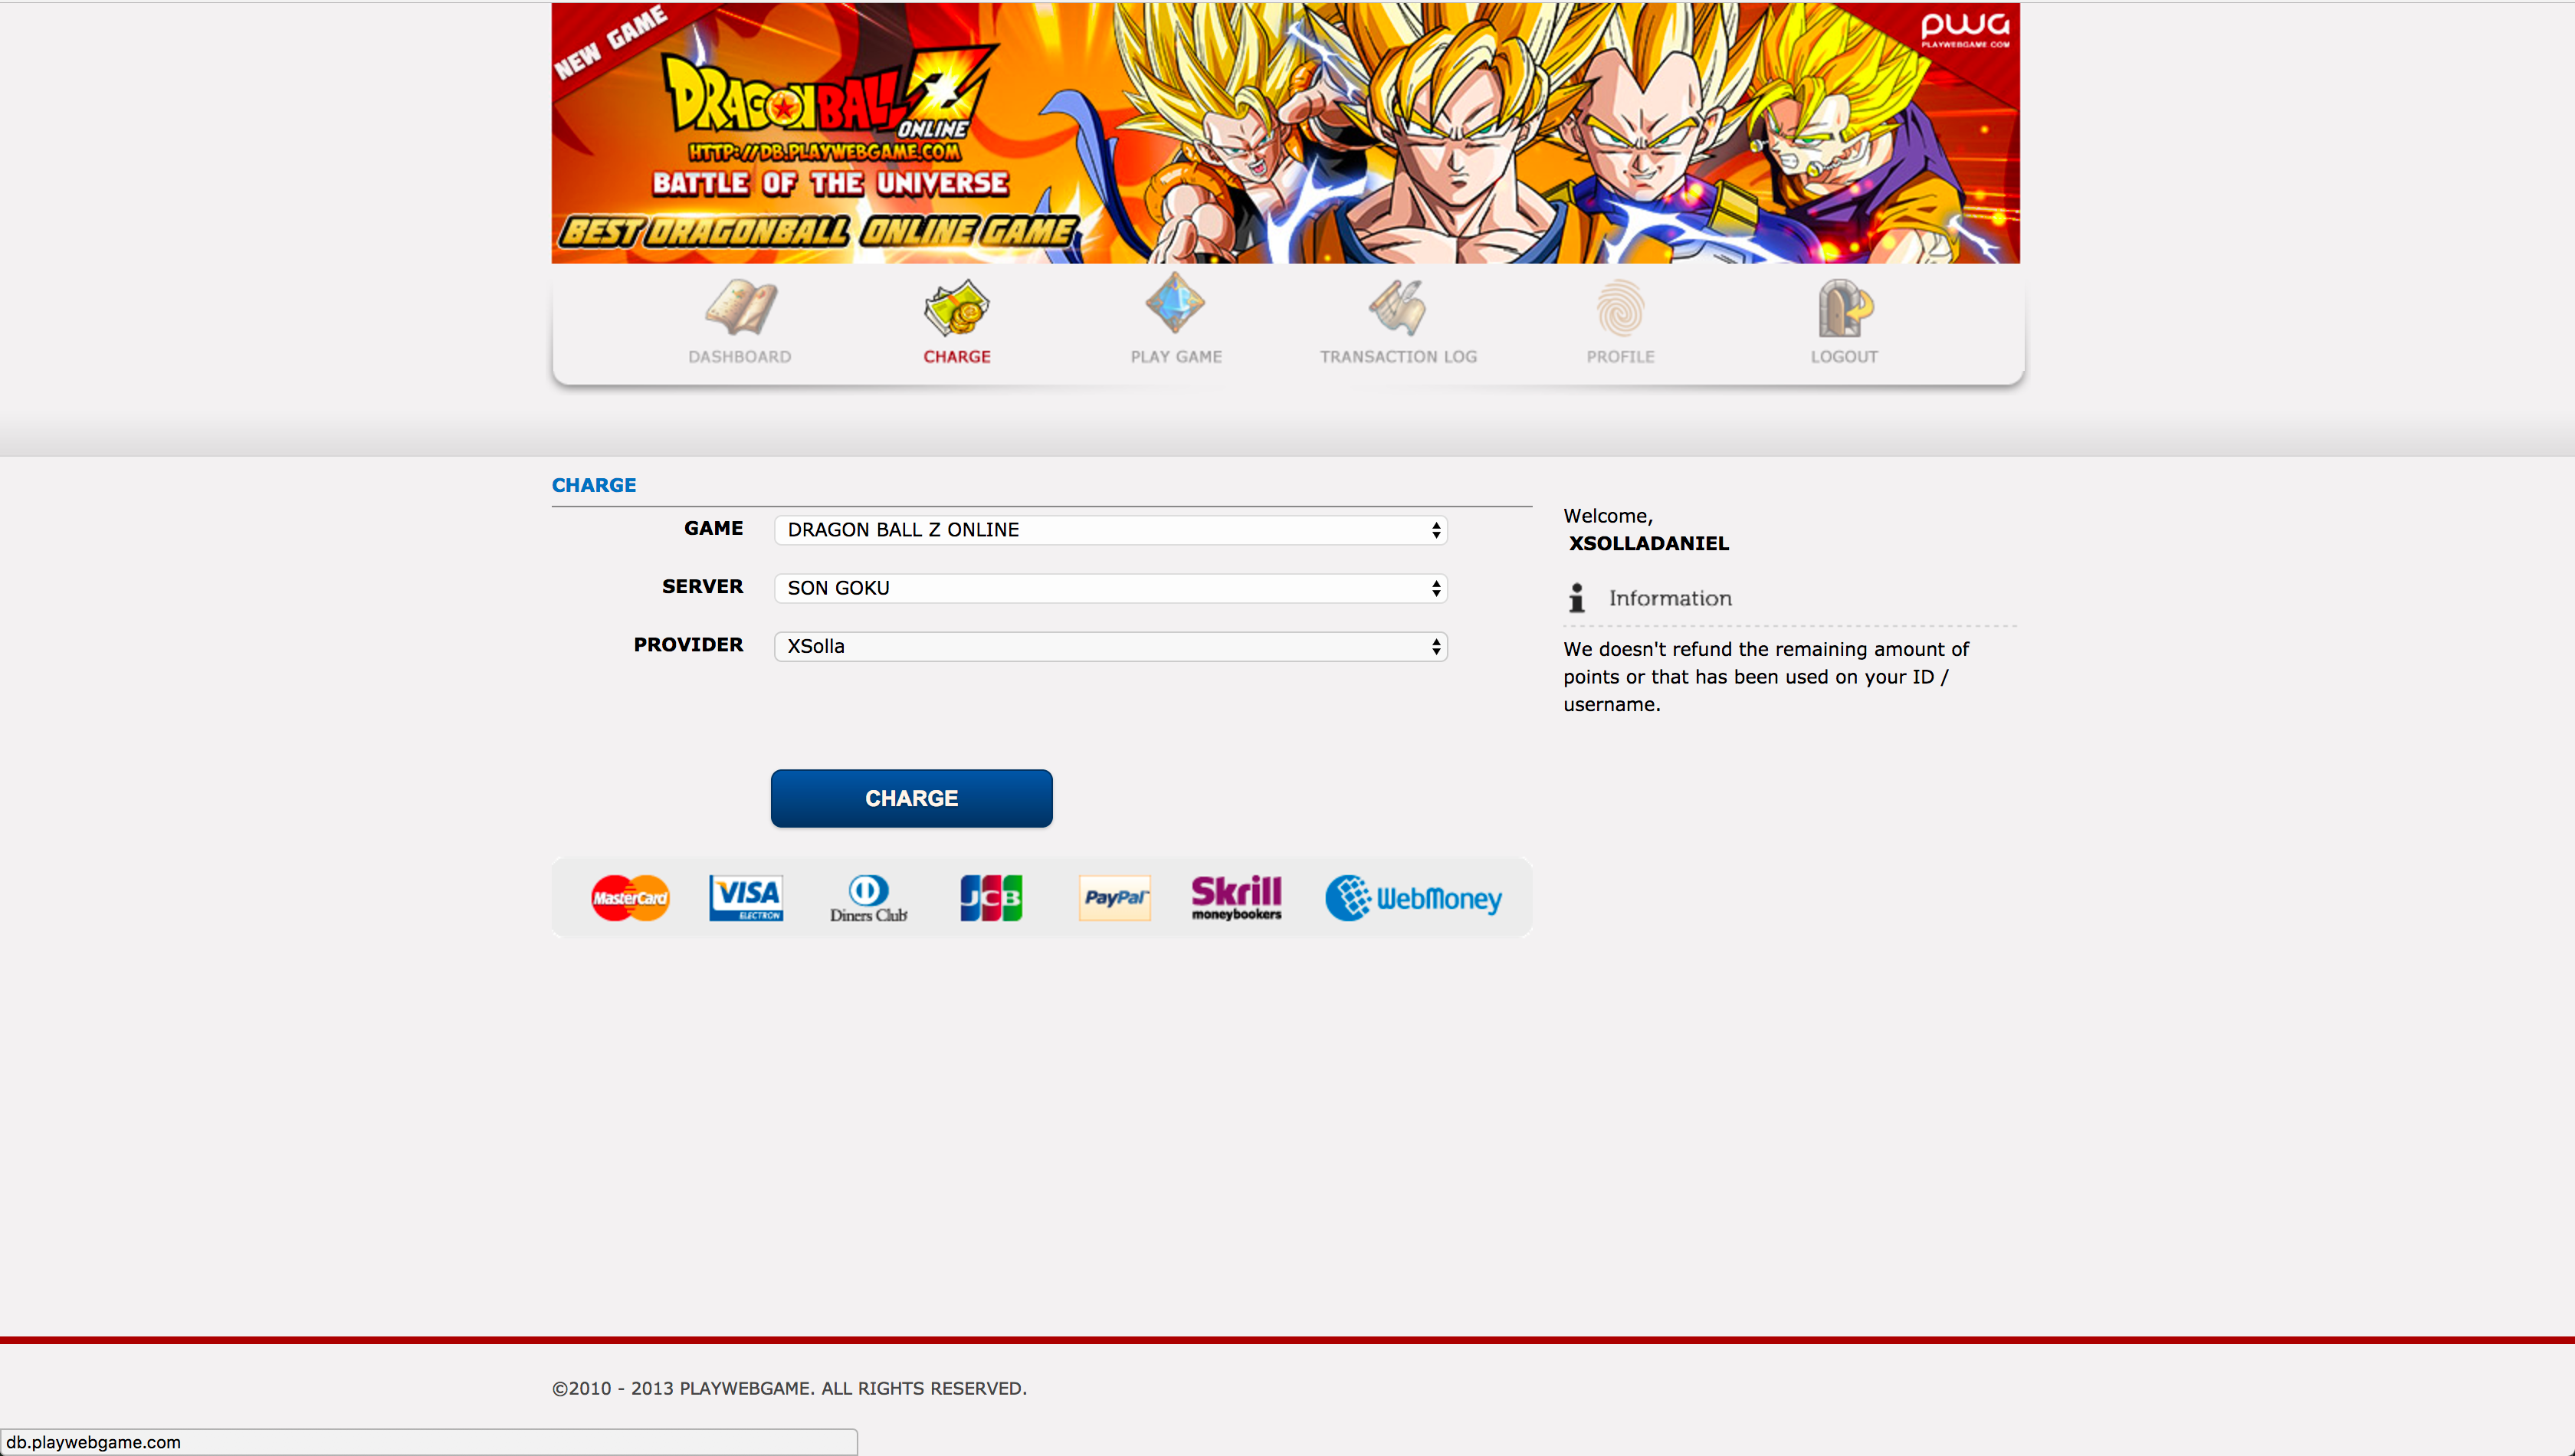 NEW GAME
pwg
PLAYWEBGAME.COM
DRAGON BALL Z
ONLINE
HTTP://DB.PLAYWEBGAME.COM
BATTLE OF THE UNIVERSE
BEST DRAGONBALL ONLINE GAME
DASHBOARD
CHARGE
PLAY GAME
TRANSACTION LOG
PROFILE
LOGOUT
CHARGE
GAME
DRAGON BALL Z ONLINE
SERVER
SON GOKU
PROVIDER
XSolla
CHARGE
MasterCard
VISA
ELECTRON
Diners Club
JCB
PayPal
Skrill
moneybookers
WebMoney
Welcome,
XSOLLADANIEL
Information
We doesn't refund the remaining amount of
points or that has been used on your ID /
username.
©2010 - 2013 PLAYWEBGAME. ALL RIGHTS RESERVED.
db.playwebgame.com